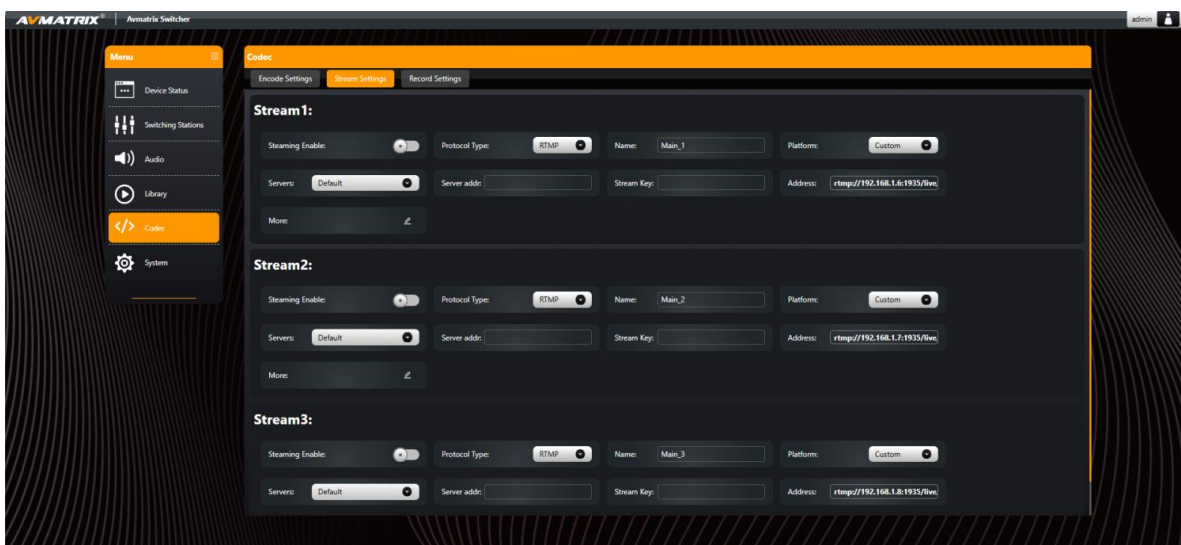 AVMATRIX® Avmatrix Switcher admin
Menu
Device Status
Switching Stations
Audio
Library
Codec
System
Codec
Encode Settings Stream Settings Record Settings
Stream1:
Steaming Enable: Protocol Type: RTMP Name: Main_1 Platform: Custom
Servers: Default Server addr: Stream Key: Address: rtmp://192.168.1.6:1935/live,
More:
Stream2:
Steaming Enable: Protocol Type: RTMP Name: Main_2 Platform: Custom
Servers: Default Server addr: Stream Key: Address: rtmp://192.168.1.7:1935/live,
More:
Stream3:
Steaming Enable: Protocol Type: RTMP Name: Main_3 Platform: Custom
Servers: Default Server addr: Stream Key: Address: rtmp://192.168.1.8:1935/live,